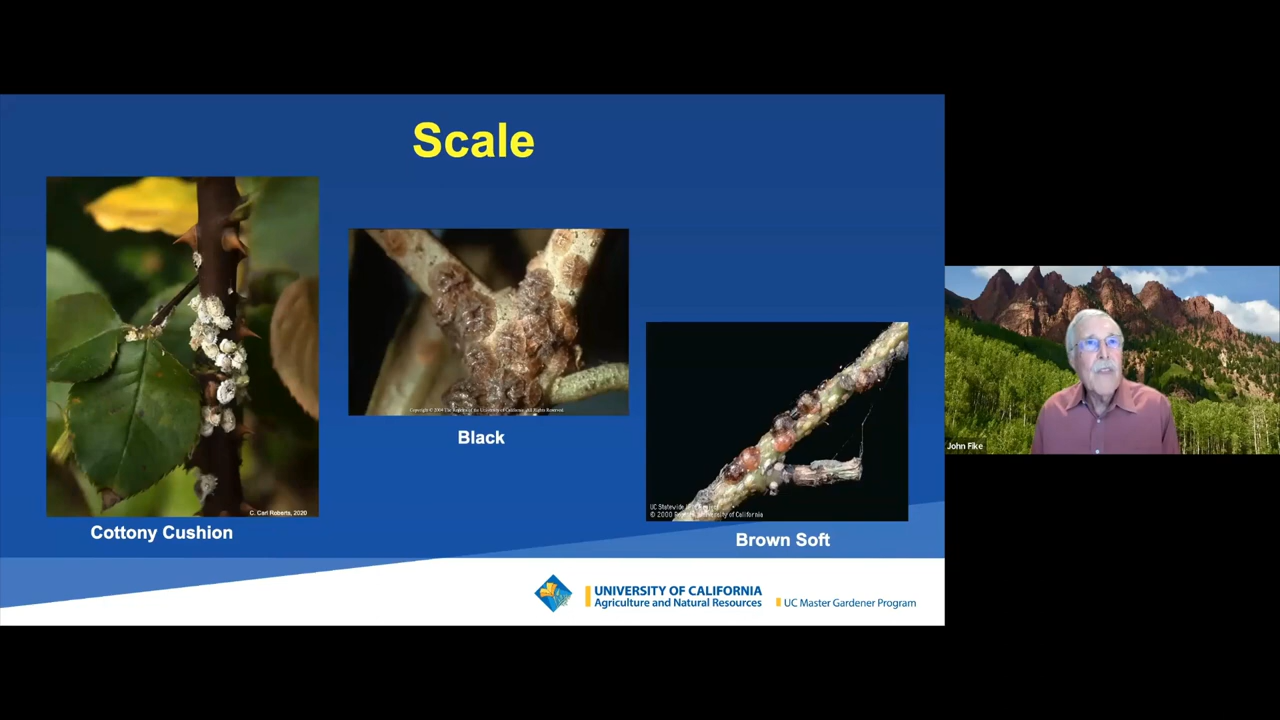 Scale
C. Carl Roberts, 2020
Cottony Cushion
Black
UC Statewide
© 2000
University of California
Brown Soft
John Fike
UNIVERSITY OF CALIFORNIA
Agriculture and Natural Resources
UC Master Gardener Program